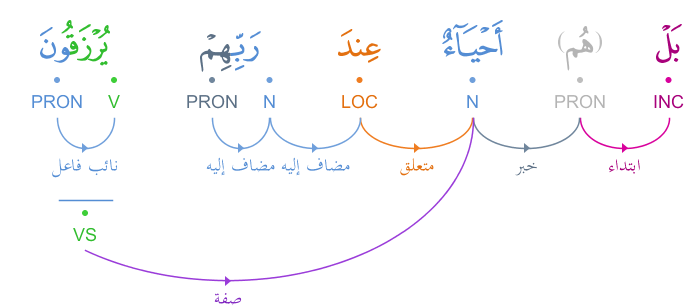 بَلْ (هُم) أَحْيَآءٌ عِندَ رَبِّهِمْ يُرْزَقُونَ
INC PRON N LOC N PRON V PRON
ابتداء خبر متعلق مضاف إليه مضاف إليه نائب فاعل
VS
صفة